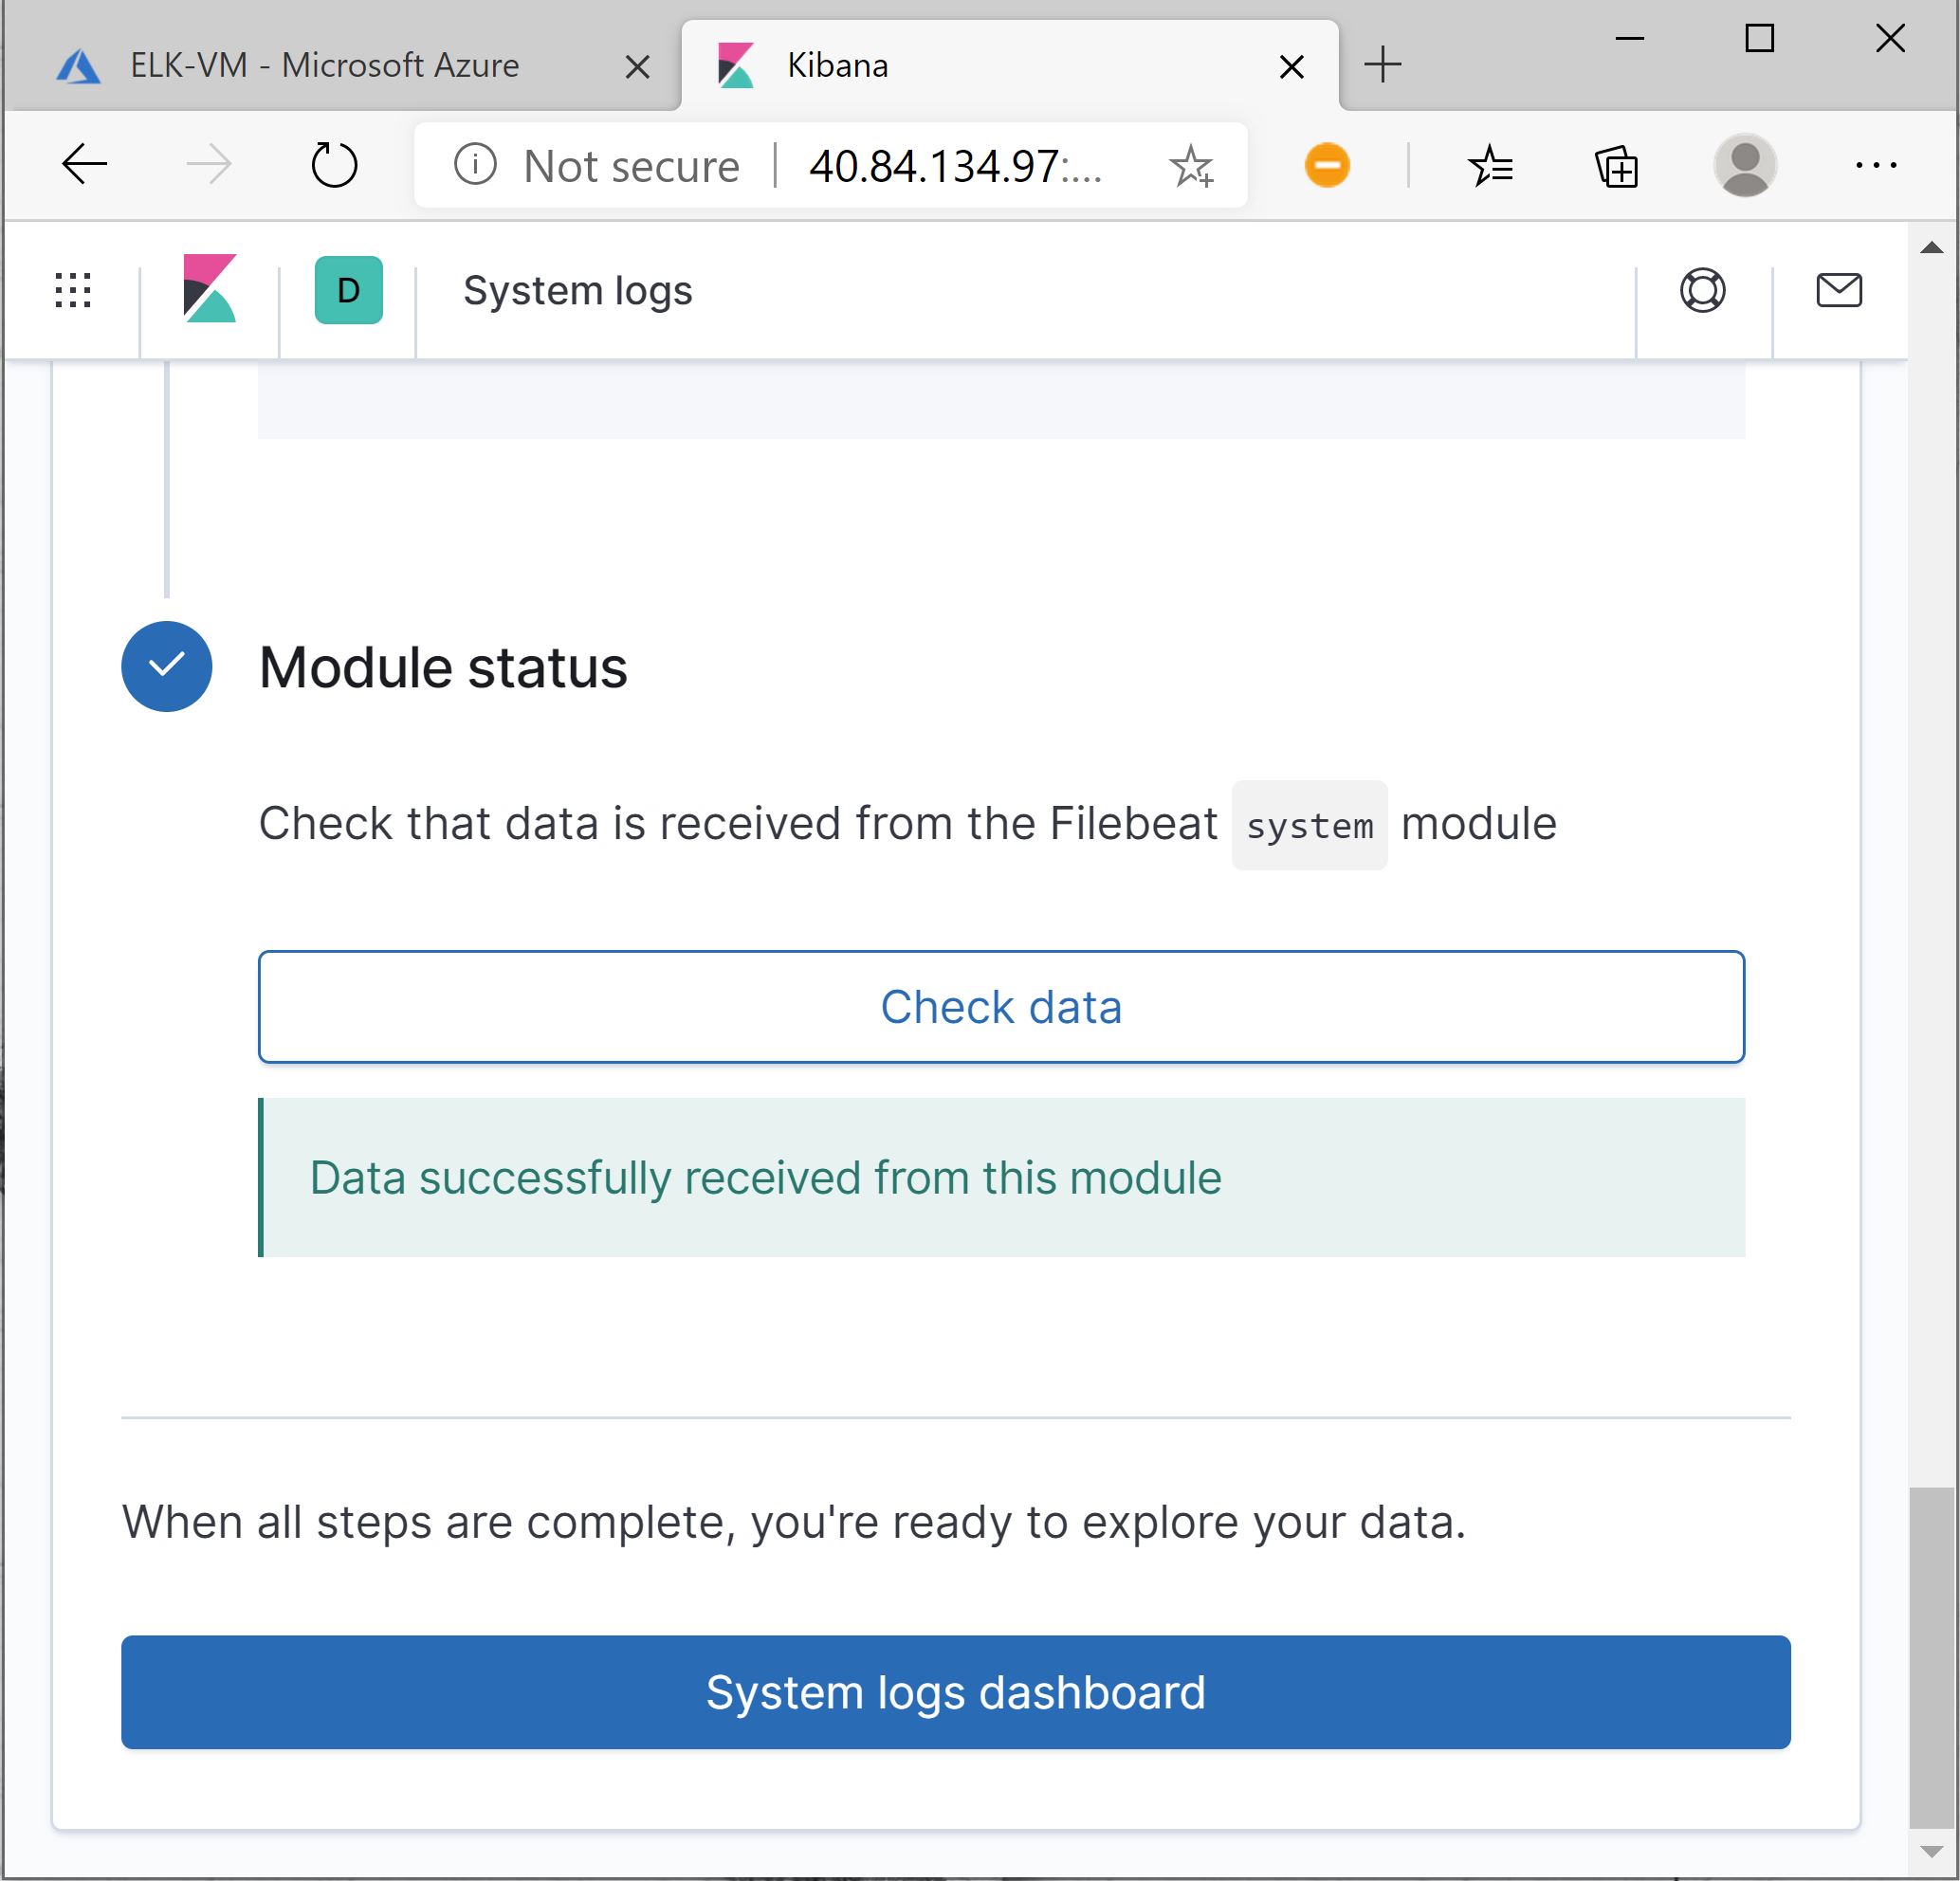 ELK-VM - Microsoft Azure
Kibana
Not secure
40.84.134.97:...
D
System logs
Module status
Check that data is received from the Filebeat system module
Check data
Data successfully received from this module
When all steps are complete, you're ready to explore your data.
System logs dashboard